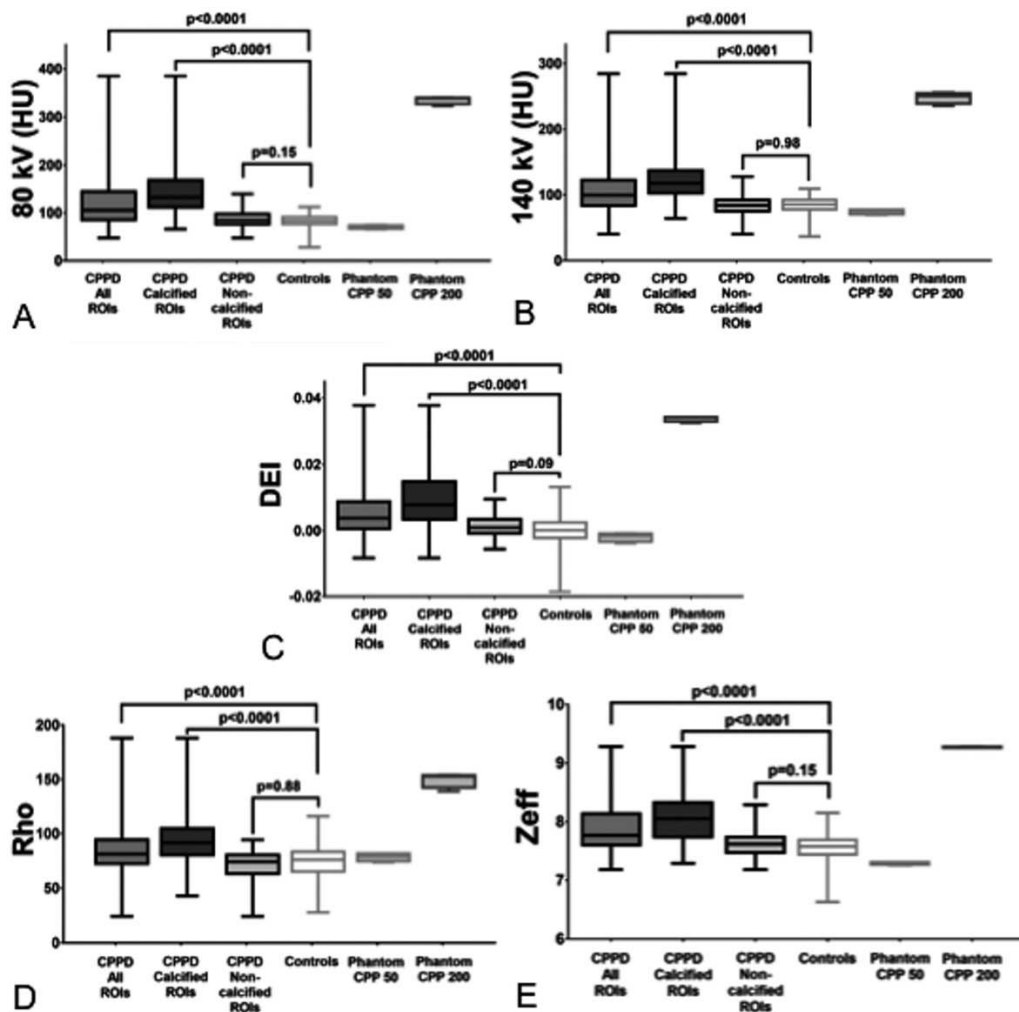 p<0.0001
p<0.0001
p=0.15
80 kV (HU)
400
300
200
100
0
CPPD
All
ROIs
CPPD
Calcified
ROIs
CPPD
Non-
calcified
ROIs
Controls
Phantom
CPP 50
Phantom
CPP 200
A
p<0.0001
p<0.0001
p=0.98
140 kV (HU)
300
200
100
0
CPPD
All
ROIs
CPPD
Calcified
ROIs
CPPD
Non-
calcified
ROIs
Controls
Phantom
CPP 50
Phantom
CPP 200
B
p<0.0001
p<0.0001
p=0.09
DEI
0.04
0.02
0.00
-0.02
CPPD
All
ROIs
CPPD
Calcified
ROIs
CPPD
Non-
calcified
ROIs
Controls
Phantom
CPP 50
Phantom
CPP 200
C
p<0.0001
p<0.0001
p=0.88
Rho
200
150
100
50
0
CPPD
All
ROIs
CPPD
Calcified
ROIs
CPPD
Non-
calcified
ROIs
Controls
Phantom
CPP 50
Phantom
CPP 200
D
p<0.0001
p<0.0001
p=0.15
Zeff
10
9
8
7
6
CPPD
All
ROIs
CPPD
Calcified
ROIs
CPPD
Non-
calcified
ROIs
Controls
Phantom
CPP 50
Phantom
CPP 200
E